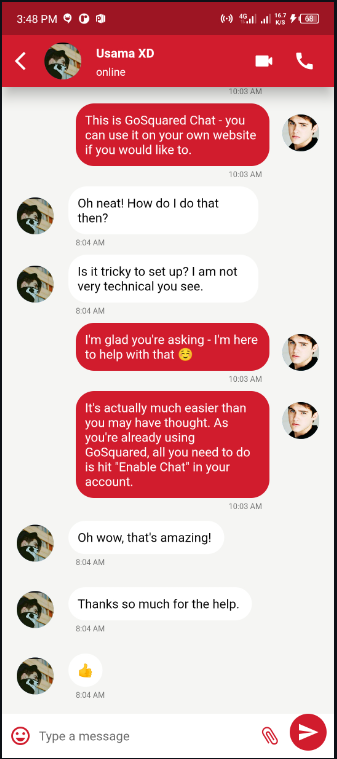 3:48 PM 4G 16.7 K/S 68
Usama XD
online
10:03 AM
This is GoSquared Chat - you
can use it on your own website
if you would like to.
10:03 AM
Oh neat! How do I do that
then?
8:04 AM
Is it tricky to set up? I am not
very technical you see.
8:04 AM
I'm glad you're asking - I'm here
to help with that ☺️
10:03 AM
It's actually much easier than
you may have thought. As
you're already using
GoSquared, all you need to do
is hit "Enable Chat" in your
account.
10:03 AM
Oh wow, that's amazing!
8:04 AM
Thanks so much for the help.
8:04 AM
👍
8:04 AM
Type a message